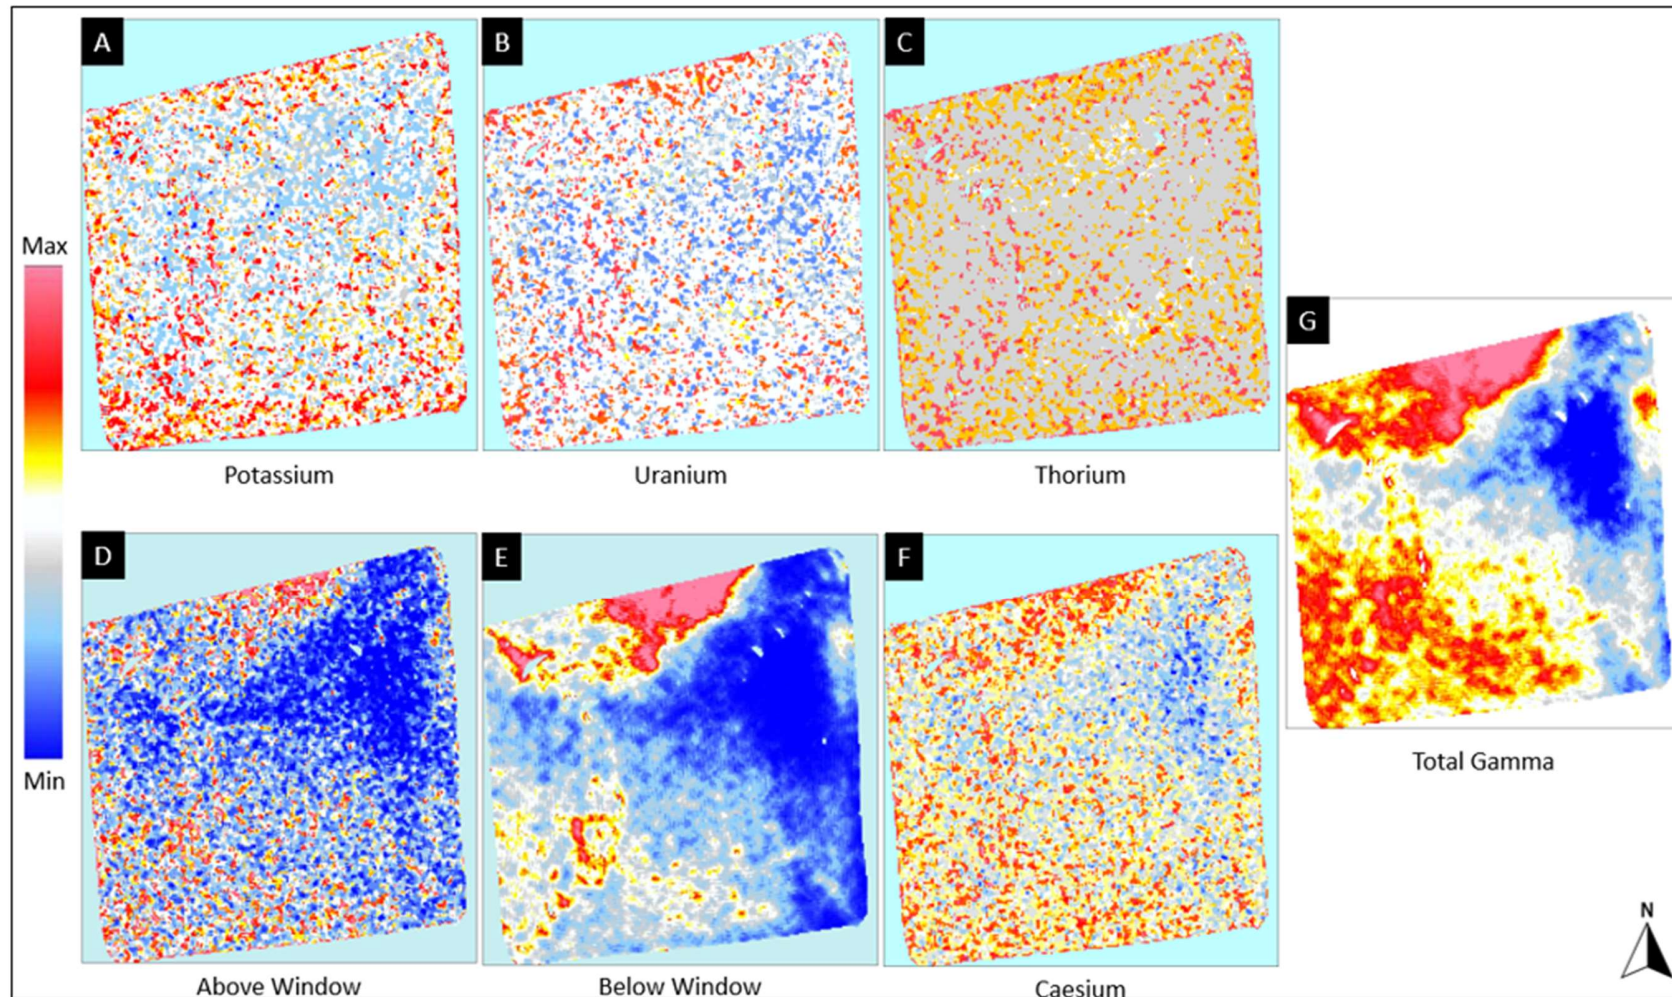 A
B
C
Max
Min
Potassium
Uranium
Thorium
G
D
E
F
Total Gamma
Above Window
Below Window
Caesium
N